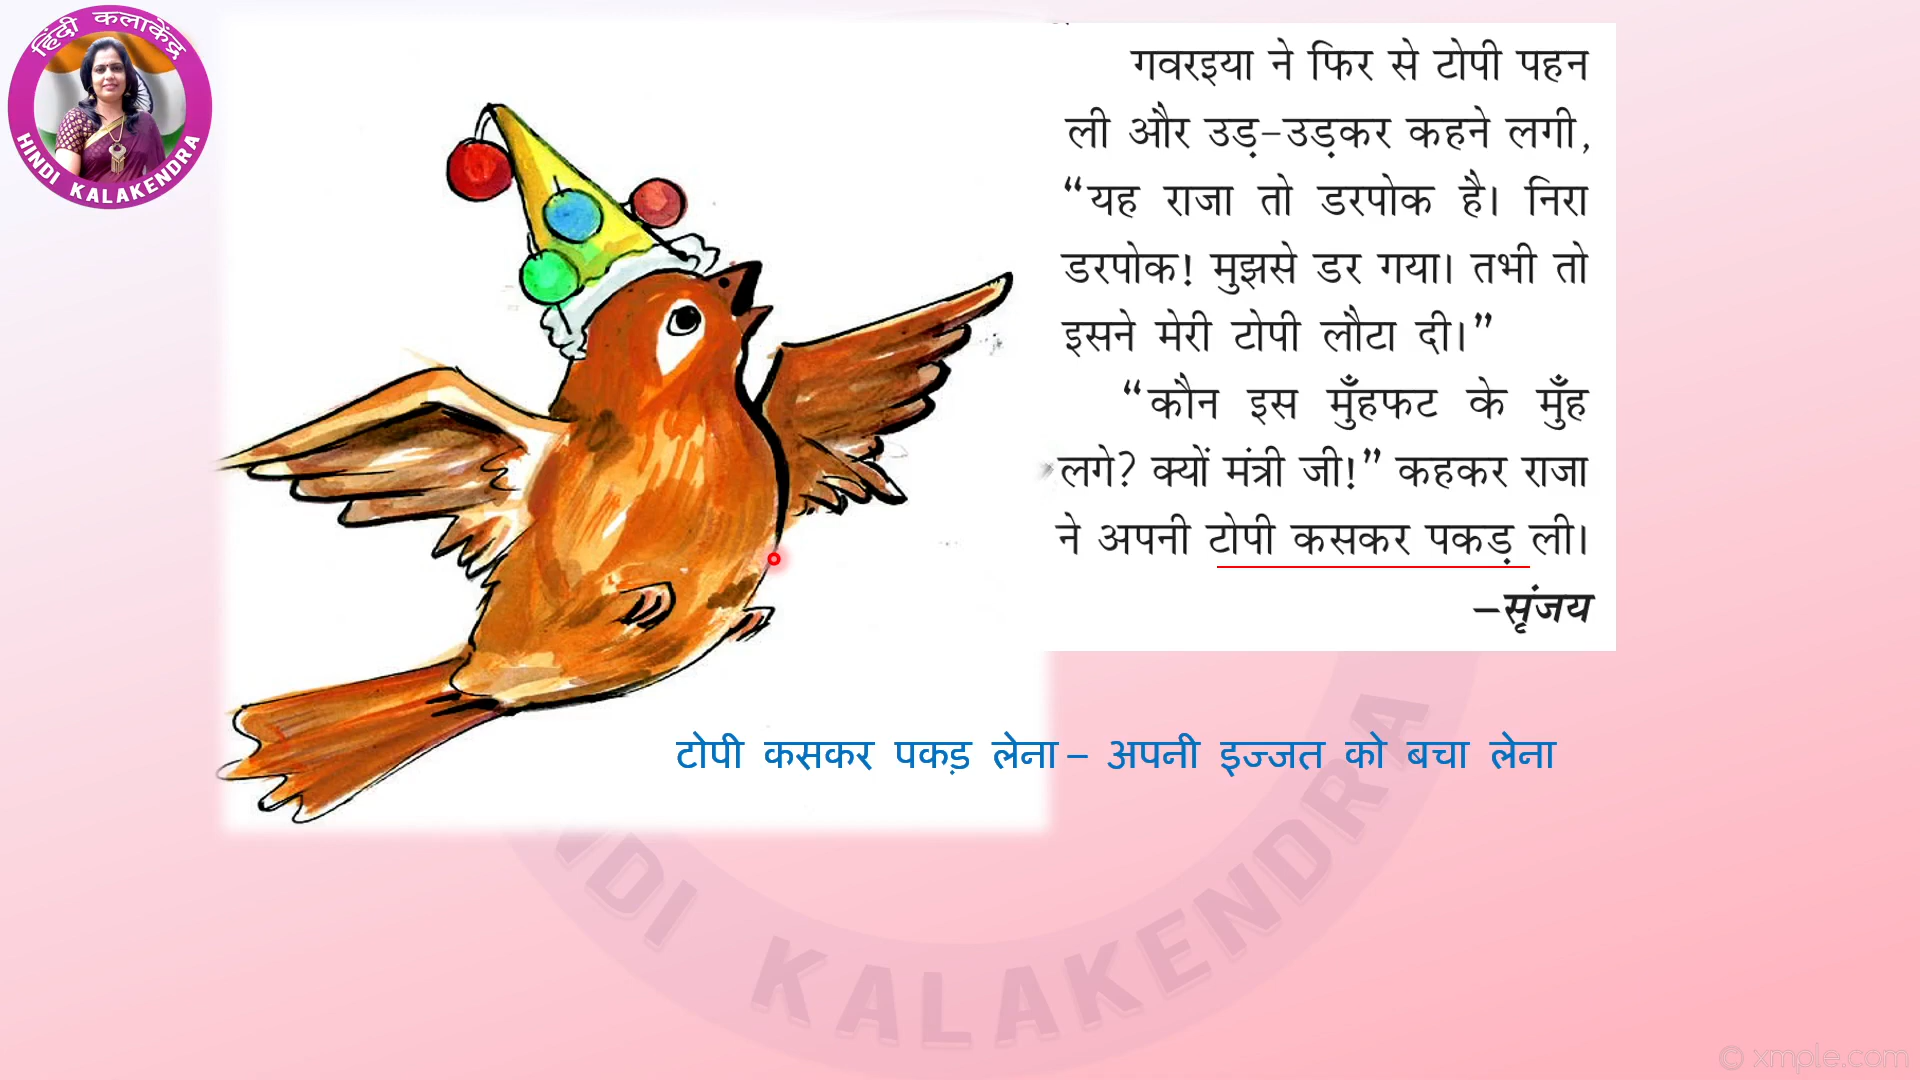 हिंदी कलाकेंद्र
HINDI KALAKENDRA
गवरइया ने फिर से टोपी पहन
ली और उड़-उड़कर कहने लगी,
“यह राजा तो डरपोक है। निरा
डरपोक! मुझसे डर गया। तभी तो
इसने मेरी टोपी लौटा दी।”
“कौन इस मुँहफट के मुँह
लगे? क्यों मंत्री जी!” कहकर राजा
ने अपनी टोपी कसकर पकड़ ली।
–सृंजय
टोपी कसकर पकड़ लेना – अपनी इज्जत को बचा लेना
NDI KALAKENDRA
© xmple.com